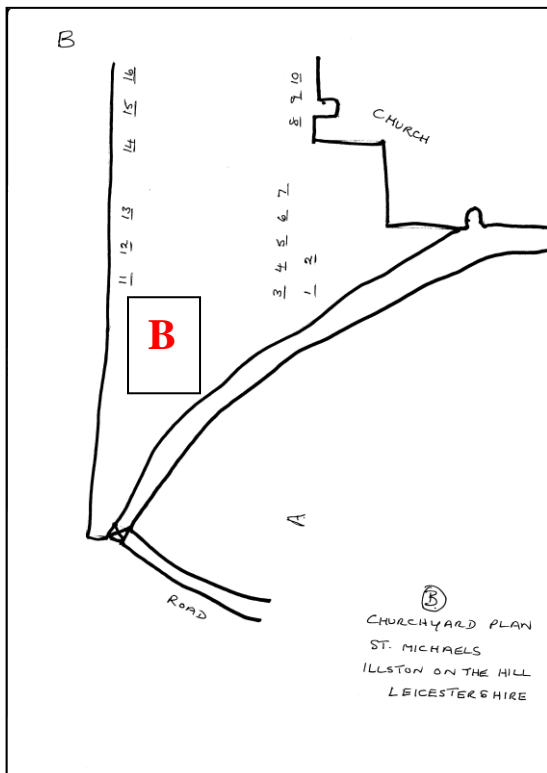 B
16
15
14
13
12
11
10
9
8
7
6
5
4
3
2
1
CHURCH
B
A
ROAD
B
CHURCHYARD PLAN
ST. MICHAELS
ILLSTON ON THE HILL
LEICESTERSHIRE